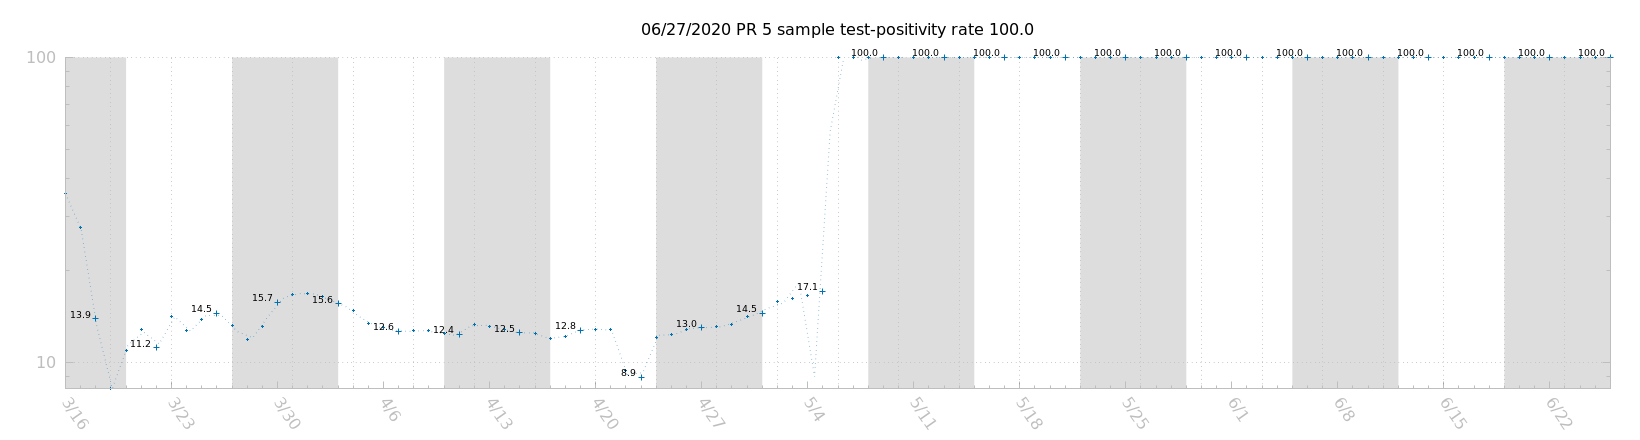 06/27/2020 PR 5 sample test-positivity rate 100.0
100
100.0 100.0 100.0 100.0 100.0 100.0 100.0 100.0 100.0 100.0 100.0 100.0 100.0
13.9 11.2 14.5 15.7 15.6 12.6 12.4 12.5 12.8 8.9 13.0 14.5 17.1
10
3/16 3/23 3/30 4/6 4/13 4/20 4/27 5/4 5/11 5/18 5/25 6/1 6/8 6/15 6/22